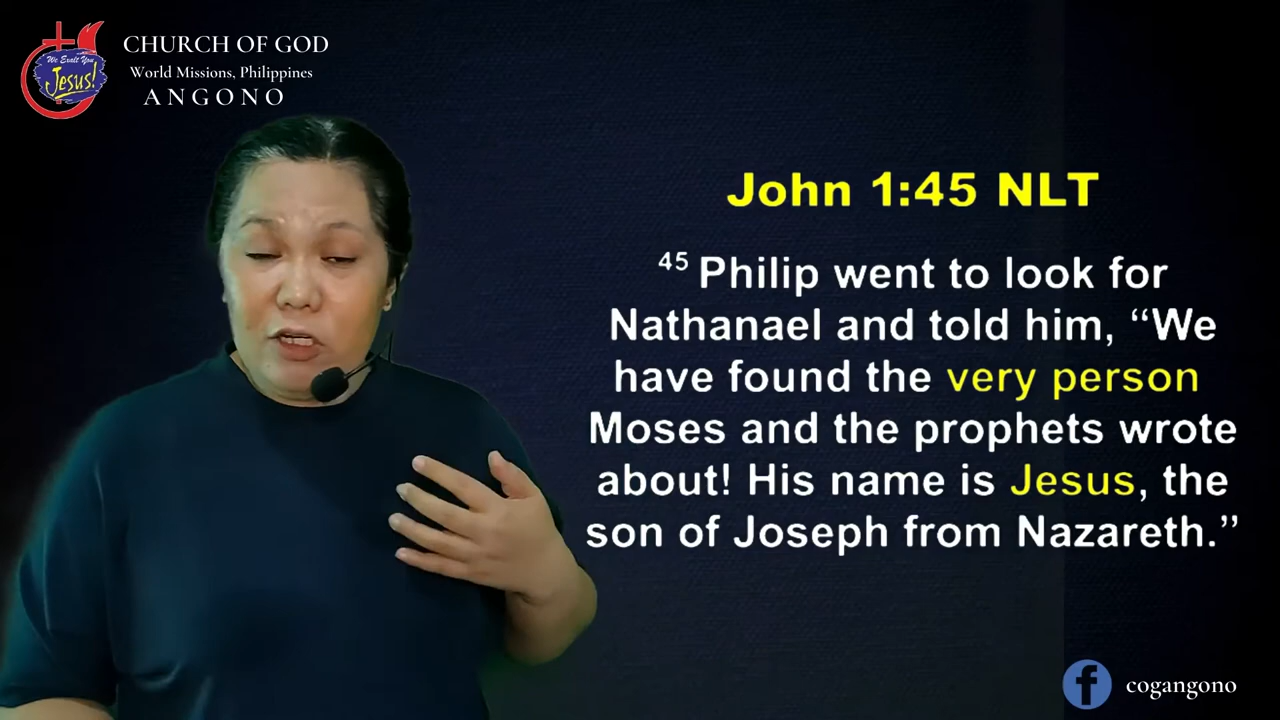 We Exalt You
Jesus!
CHURCH OF GOD
World Missions, Philippines
ANGONO
John 1:45 NLT
45 Philip went to look for
Nathanael and told him, “We
have found the very person
Moses and the prophets wrote
about! His name is Jesus, the
son of Joseph from Nazareth.”
f cogangono